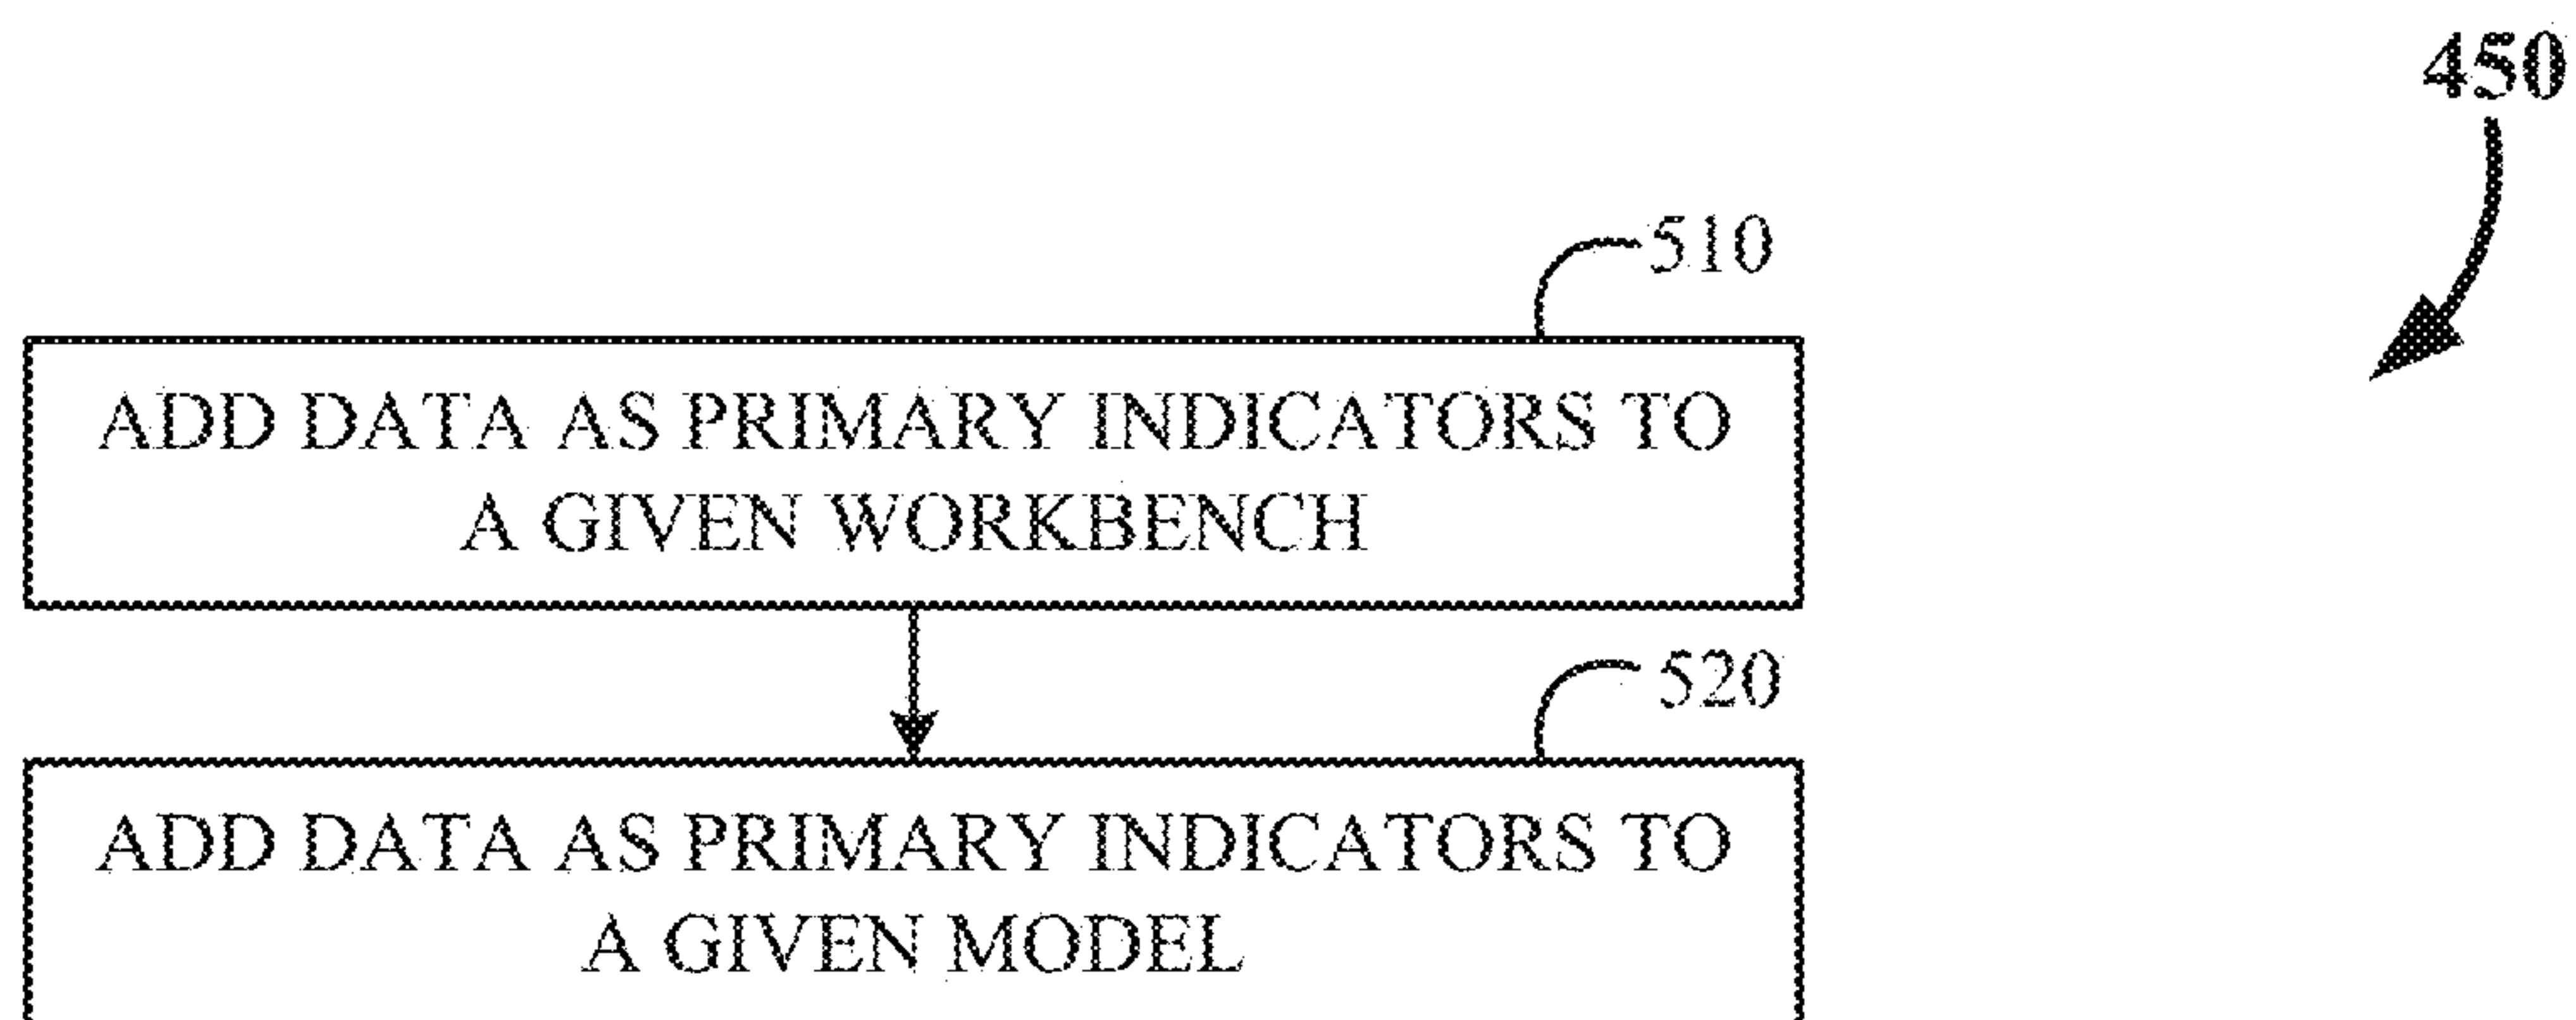 450
510
ADD DATA AS PRIMARY INDICATORS TO
A GIVEN WORKBENCH
520
ADD DATA AS PRIMARY INDICATORS TO
A GIVEN MODEL